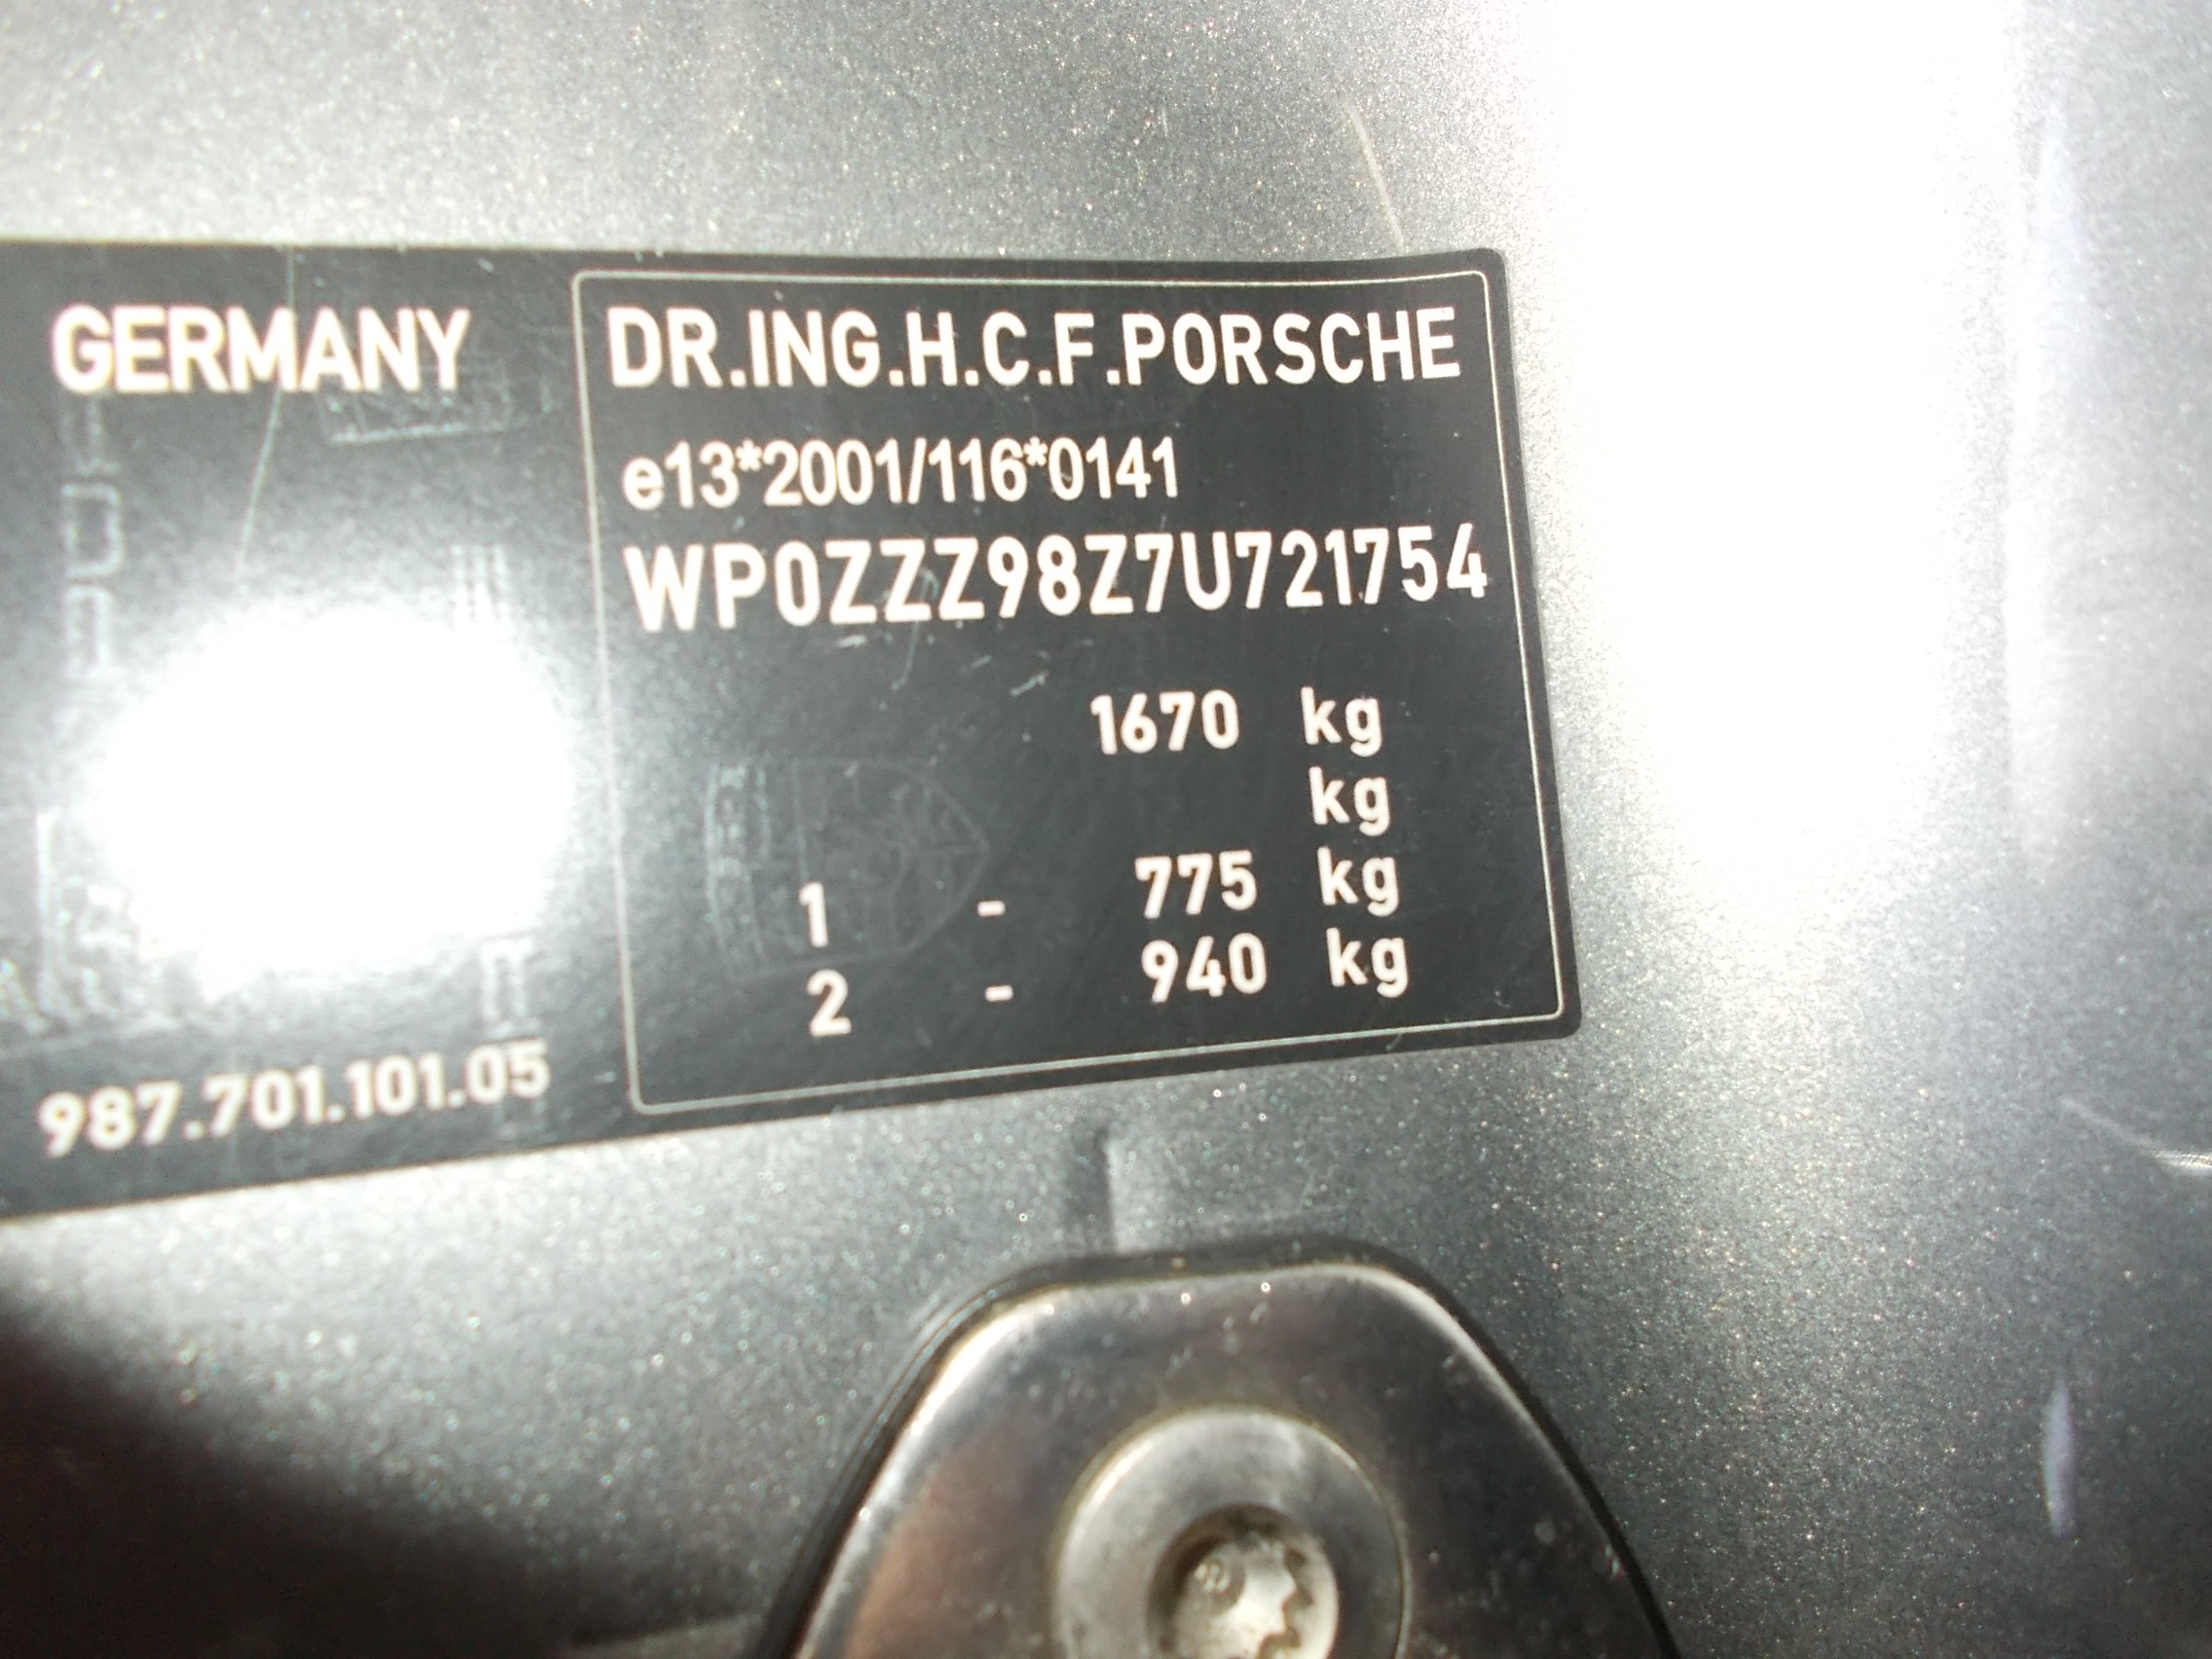 GERMANY
987.701.101.05
DR.ING.H.C.F.PORSCHE
e13*2001/116*0141
WP0ZZZ98Z7U721754
1670 kg
kg
1 - 775 kg
2 - 940 kg